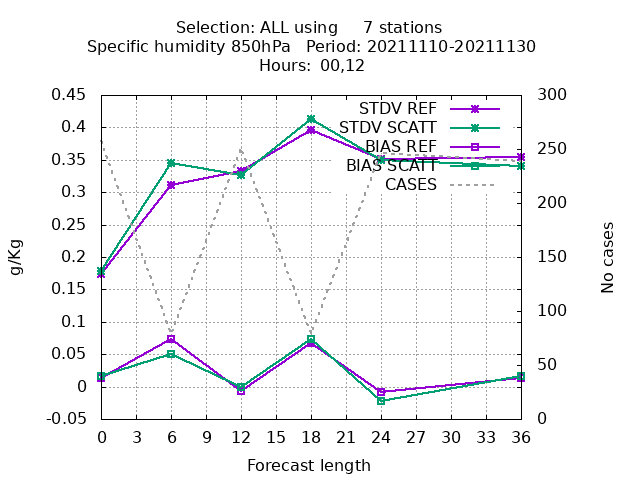 Selection: ALL using     7 stations
Specific humidity 850hPa   Period: 20211110-20211130
Hours: 00,12
0.45
0.4
0.35
0.3
0.25
0.2
0.15
0.1
0.05
0
-0.05
g/Kg
STDV REF
STDV SCATT
BIAS REF
BIAS SCATT
CASES
300
250
200
150
100
50
0
No cases
0 3 6 9 12 15 18 21 24 27 30 33 36
Forecast length